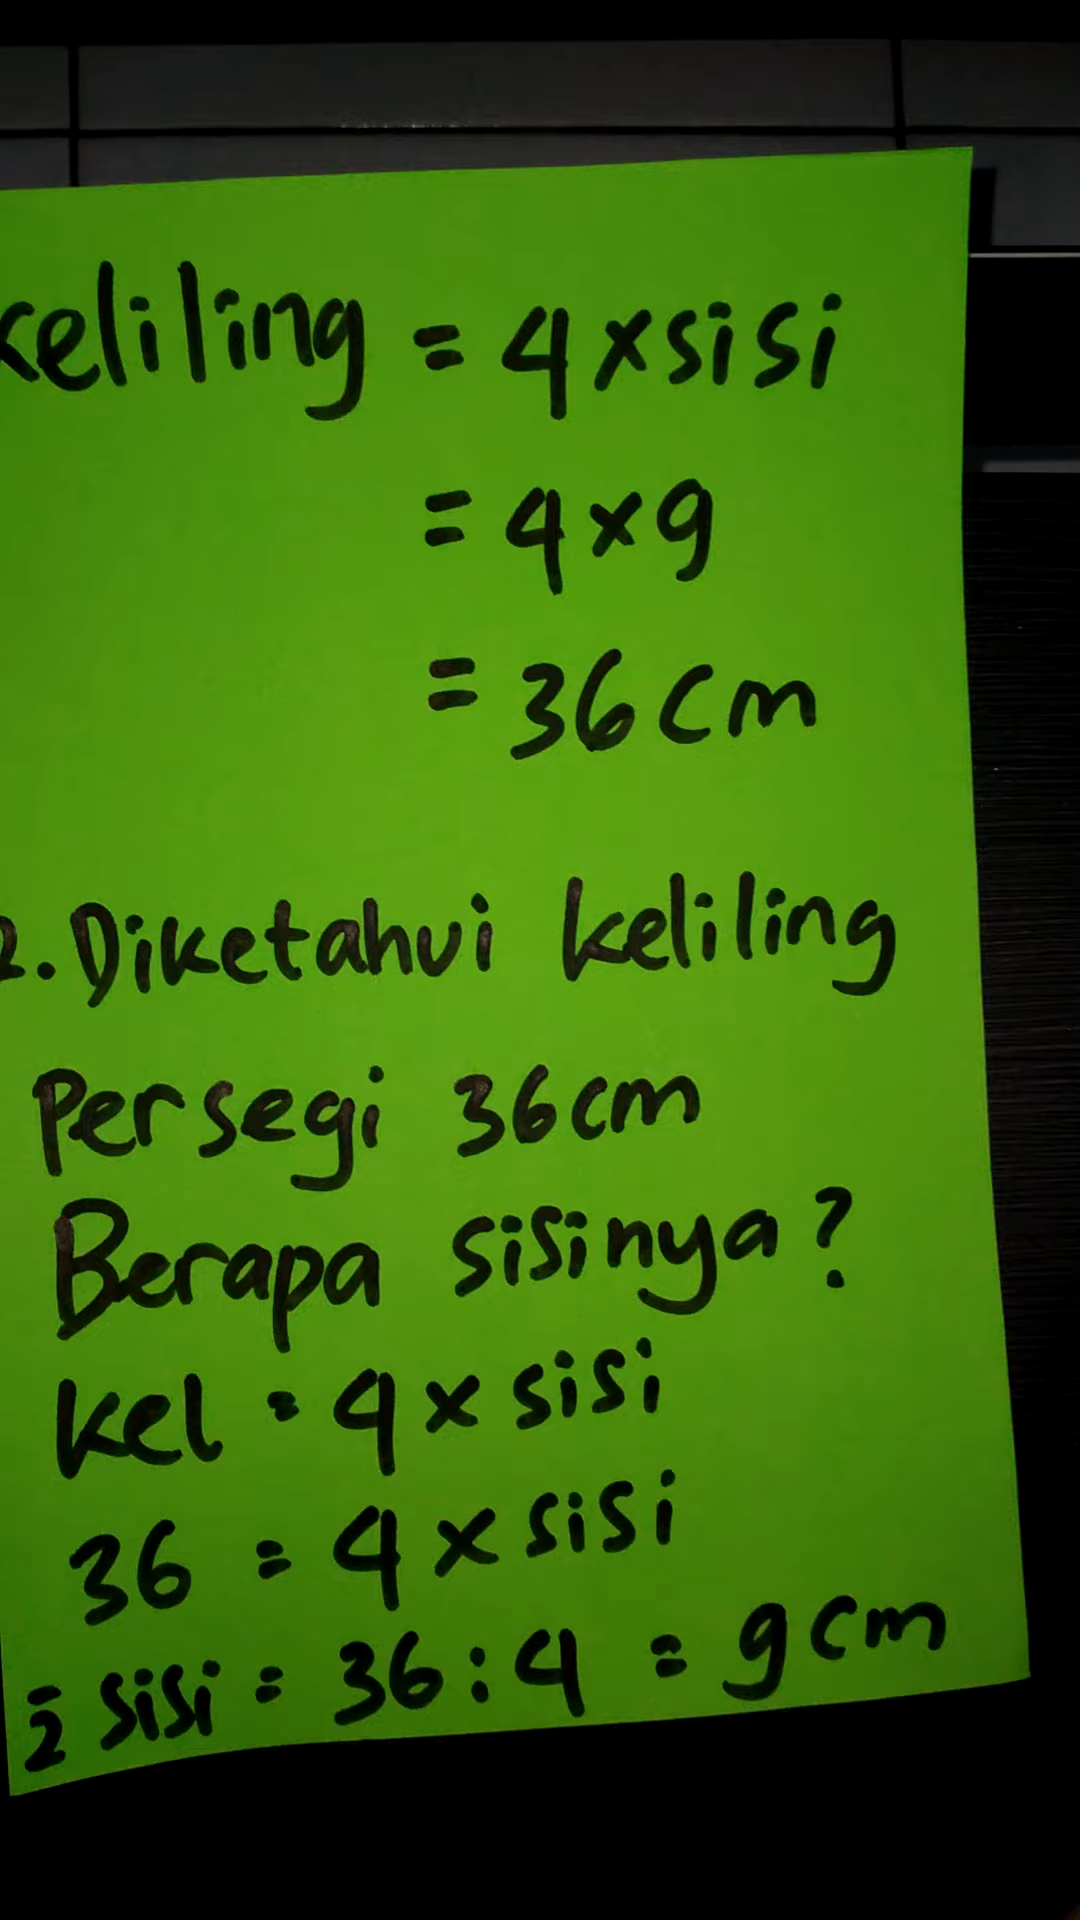 keliling = 4 x sisi
= 4 x 9
= 36 cm
2. Diketahui keliling
Persegi 36 cm
Berapa sisinya?
kel = 4 x sisi
36 = 4 x sisi
sisi = 36 : 4 = 9 cm